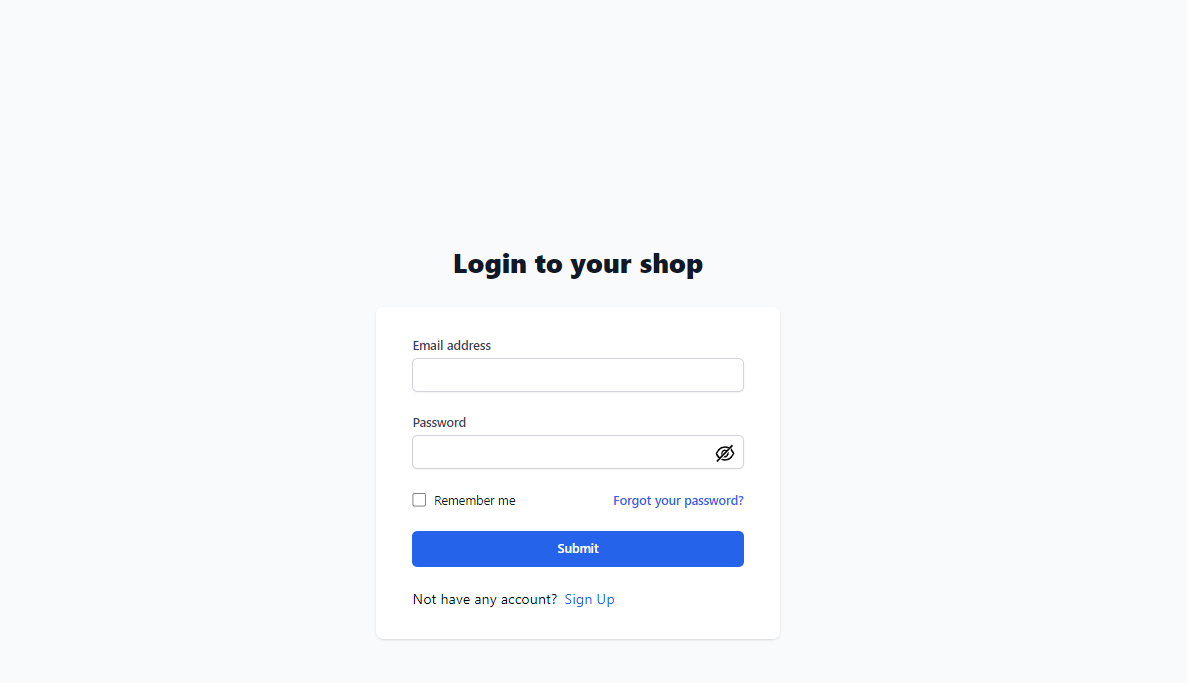 Login to your shop
Email address
Password
Remember me Forgot your password?
Submit
Not have any account? Sign Up